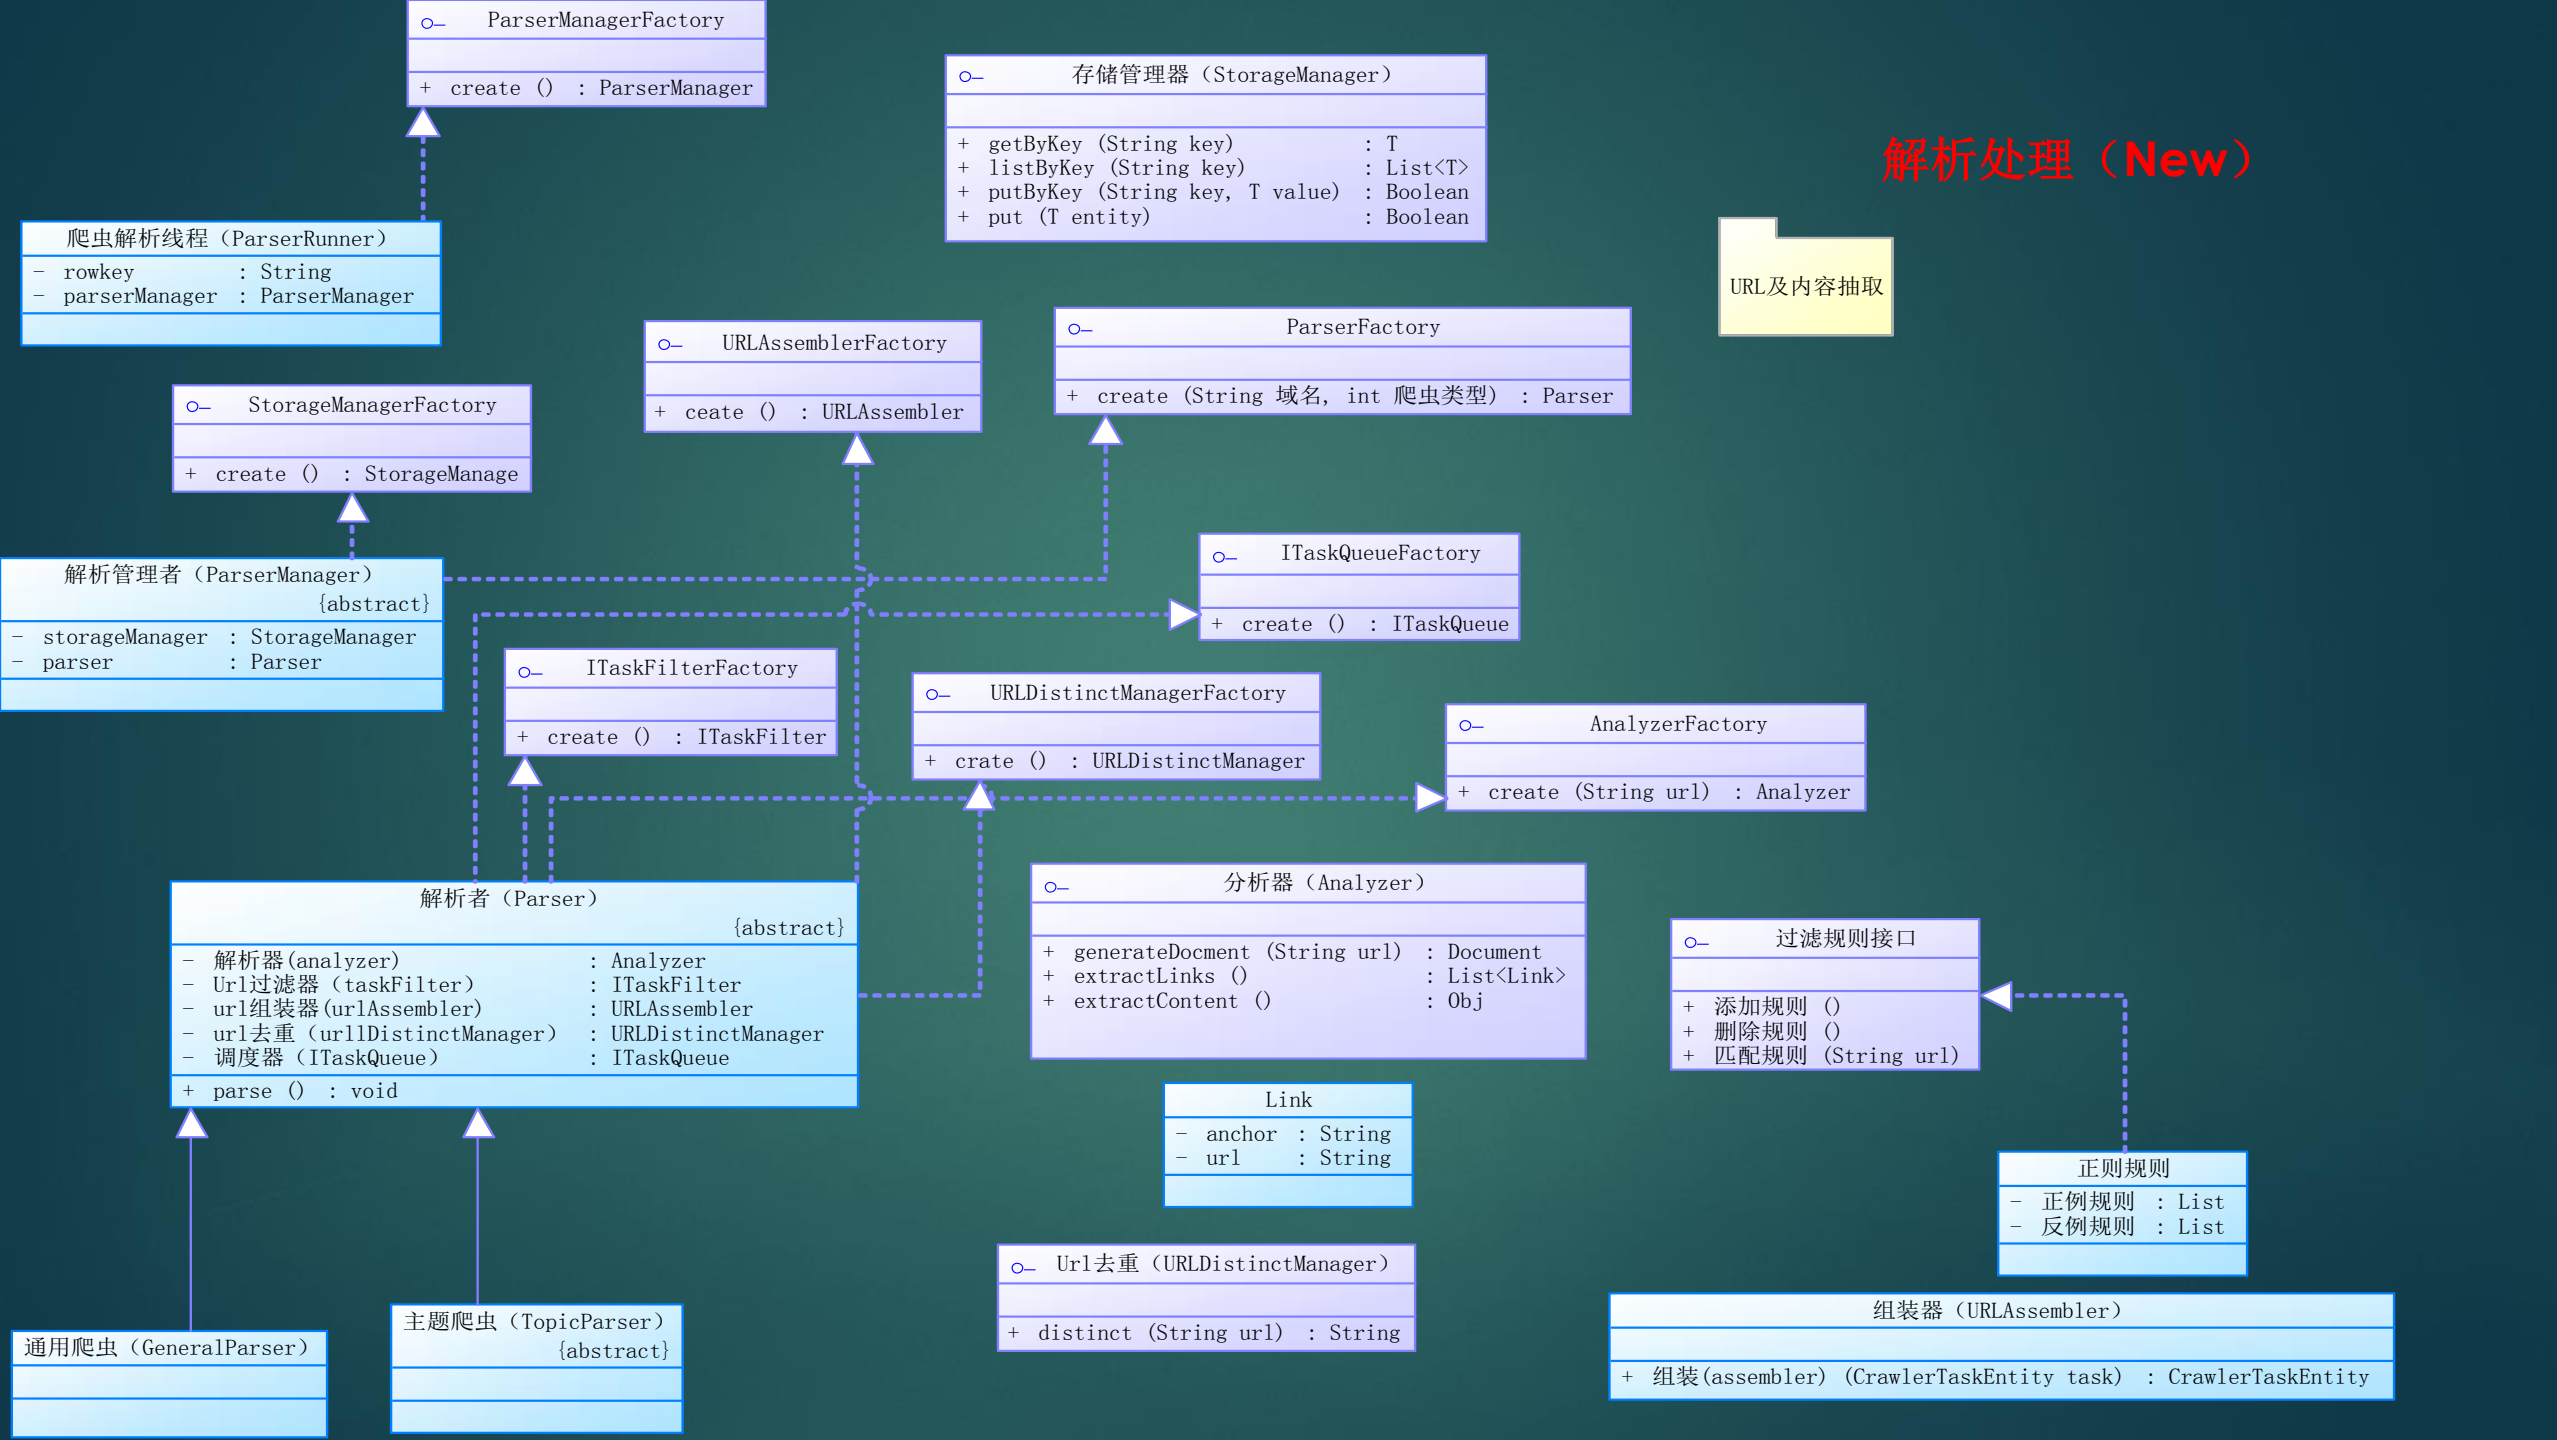 ParserManagerFactory
+ create () : ParserManager
存储管理器（StorageManager）
+ getByKey (String key) : T
+ listByKey (String key) : List<T>
+ putByKey (String key, T value) : Boolean
+ put (T entity) : Boolean
解析处理（New）
爬虫解析线程（ParserRunner）
- rowkey : String
- parserManager : ParserManager
URL及内容抽取
URLAssemblerFactory
+ ceate () : URLAssembler
ParserFactory
+ create (String 域名, int 爬虫类型) : Parser
StorageManagerFactory
+ create () : StorageManage
解析管理者（ParserManager）
{abstract}
- storageManager : StorageManager
- parser : Parser
ITaskQueueFactory
+ create () : ITaskQueue
ITaskFilterFactory
+ create () : ITaskFilter
URLDistinctManagerFactory
+ crate () : URLDistinctManager
AnalyzerFactory
+ create (String url) : Analyzer
解析者（Parser）
{abstract}
- 解析器(analyzer) : Analyzer
- Url过滤器（taskFilter） : ITaskFilter
- url组装器(urlAssembler) : URLAssembler
- url去重（urllDistinctManager） : URLDistinctManager
- 调度器（ITaskQueue） : ITaskQueue
+ parse () : void
分析器（Analyzer）
+ generateDocment (String url) : Document
+ extractLinks () : List<Link>
+ extractContent () : Obj
过滤规则接口
+ 添加规则 ()
+ 删除规则 ()
+ 匹配规则 (String url)
Link
- anchor : String
- url : String
正则规则
- 正例规则 : List
- 反例规则 : List
Url去重（URLDistinctManager）
+ distinct (String url) : String
组装器（URLAssembler）
+ 组装(assembler) (CrawlerTaskEntity task) : CrawlerTaskEntity
通用爬虫（GeneralParser）
主题爬虫（TopicParser）
{abstract}